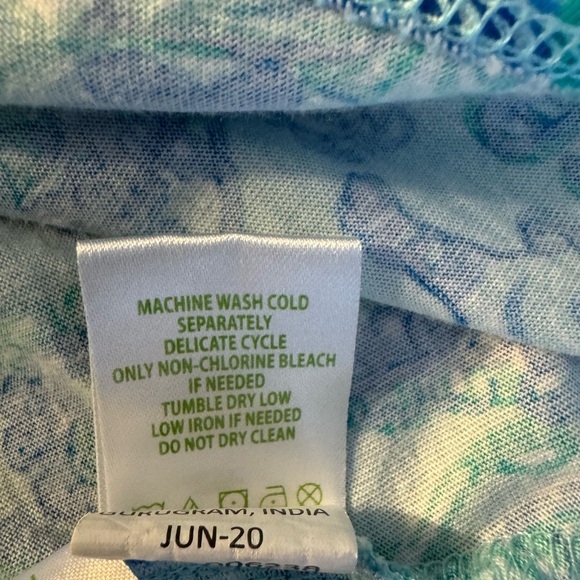 MACHINE WASH COLD
SEPARATELY
DELICATE CYCLE
ONLY NON-CHLORINE BLEACH
IF NEEDED
TUMBLE DRY LOW
LOW IRON IF NEEDED
DO NOT DRY CLEAN
GURUGRAM, INDIA
JUN-20